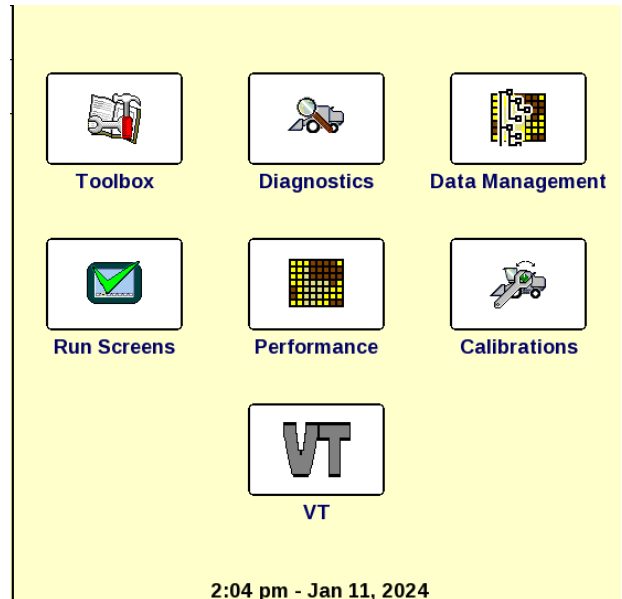 Toolbox
Diagnostics
Data Management
Run Screens
Performance
Calibrations
VT
VT
2:04 pm - Jan 11, 2024